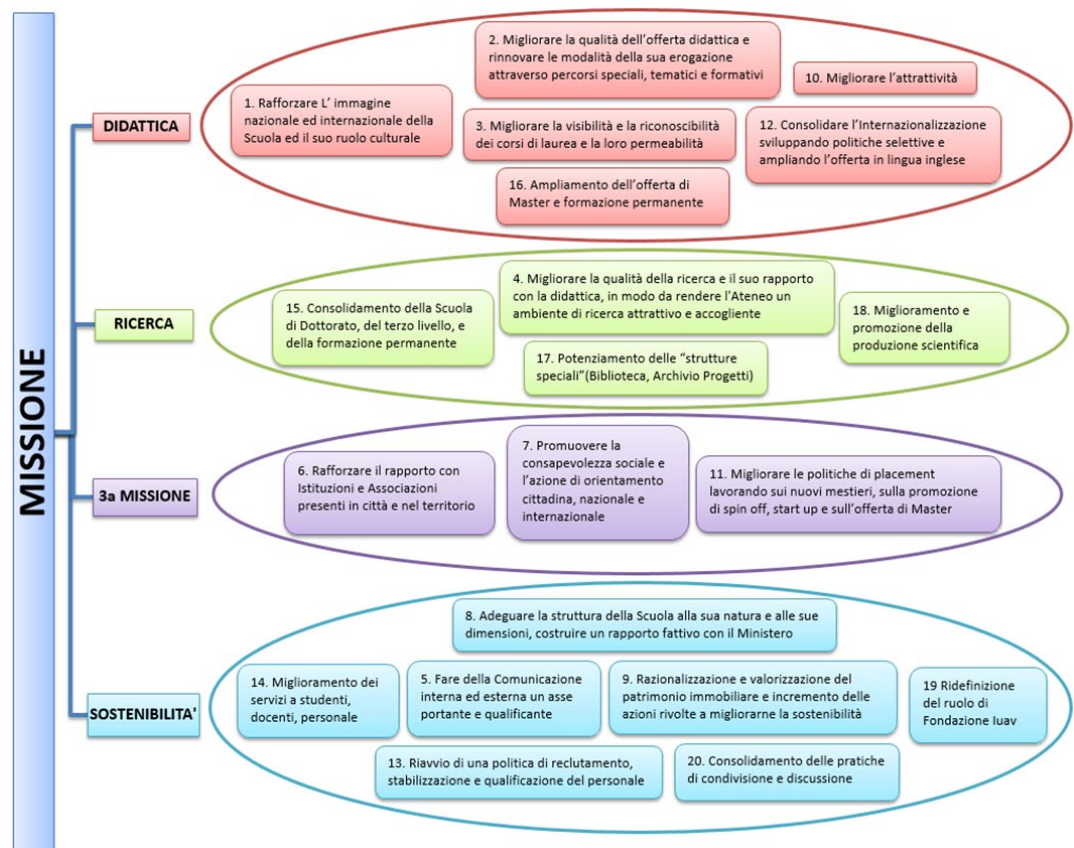 MISSIONE
DIDATTICA
1. Rafforzare L’ immagine
nazionale ed internazionale della
Scuola ed il suo ruolo culturale
2. Migliorare la qualità dell’offerta didattica e
rinnovare le modalità della sua erogazione
attraverso percorsi speciali, tematici e formativi
10. Migliorare l’attrattività
3. Migliorare la visibilità e la riconoscibilità
dei corsi di laurea e la loro permeabilità
12. Consolidare l’Internazionalizzazione
sviluppando politiche selettive e
ampliando l’offerta in lingua inglese
16. Ampliamento dell’offerta di
Master e formazione permanente
RICERCA
15. Consolidamento della Scuola
di Dottorato, del terzo livello, e
della formazione permanente
4. Migliorare la qualità della ricerca e il suo rapporto
con la didattica, in modo da rendere l'Ateneo un
ambiente di ricerca attrattivo e accogliente
18. Miglioramento e
promozione della
produzione scientifica
17. Potenziamento delle “strutture
speciali”(Biblioteca, Archivio Progetti)
3a MISSIONE
6. Rafforzare il rapporto con
Istituzioni e Associazioni
presenti in città e nel territorio
7. Promuovere la
consapevolezza sociale e
l’azione di orientamento
cittadina, nazionale e
internazionale
11. Migliorare le politiche di placement
lavorando sui nuovi mestieri, sulla promozione
di spin off, start up e sull’offerta di Master
SOSTENIBILITA'
8. Adeguare la struttura della Scuola alla sua natura e alle sue
dimensioni, costruire un rapporto fattivo con il Ministero
14. Miglioramento dei
servizi a studenti,
docenti, personale
5. Fare della Comunicazione
interna ed esterna un asse
portante e qualificante
9. Razionalizzazione e valorizzazione del
patrimonio immobiliare e incremento delle
azioni rivolte a migliorarne la sostenibilità
19 Ridefinizione
del ruolo di
Fondazione Iuav
13. Riavvio di una politica di reclutamento,
stabilizzazione e qualificazione del personale
20. Consolidamento delle pratiche
di condivisione e discussione